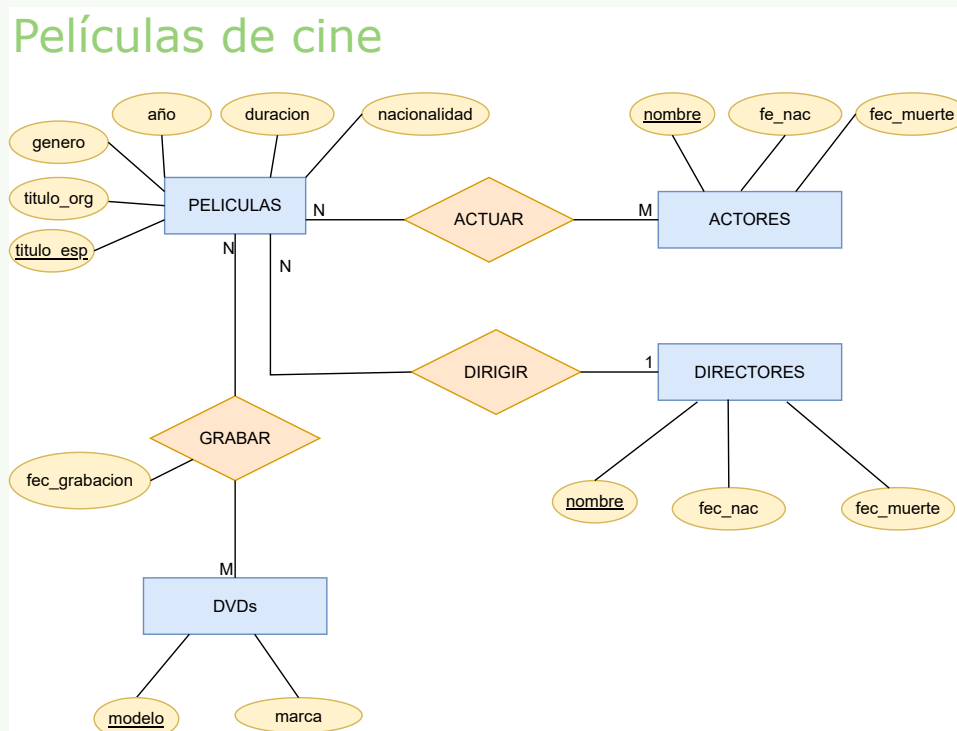 Películas de cine
año
duracion
nacionalidad
nombre
fe_nac
fec_muerte
genero
titulo_org
titulo_esp
PELICULAS
N
ACTUAR
M
ACTORES
N
N
DIRIGIR
1
DIRECTORES
GRABAR
fec_grabacion
nombre
fec_nac
fec_muerte
M
DVDs
modelo
marca